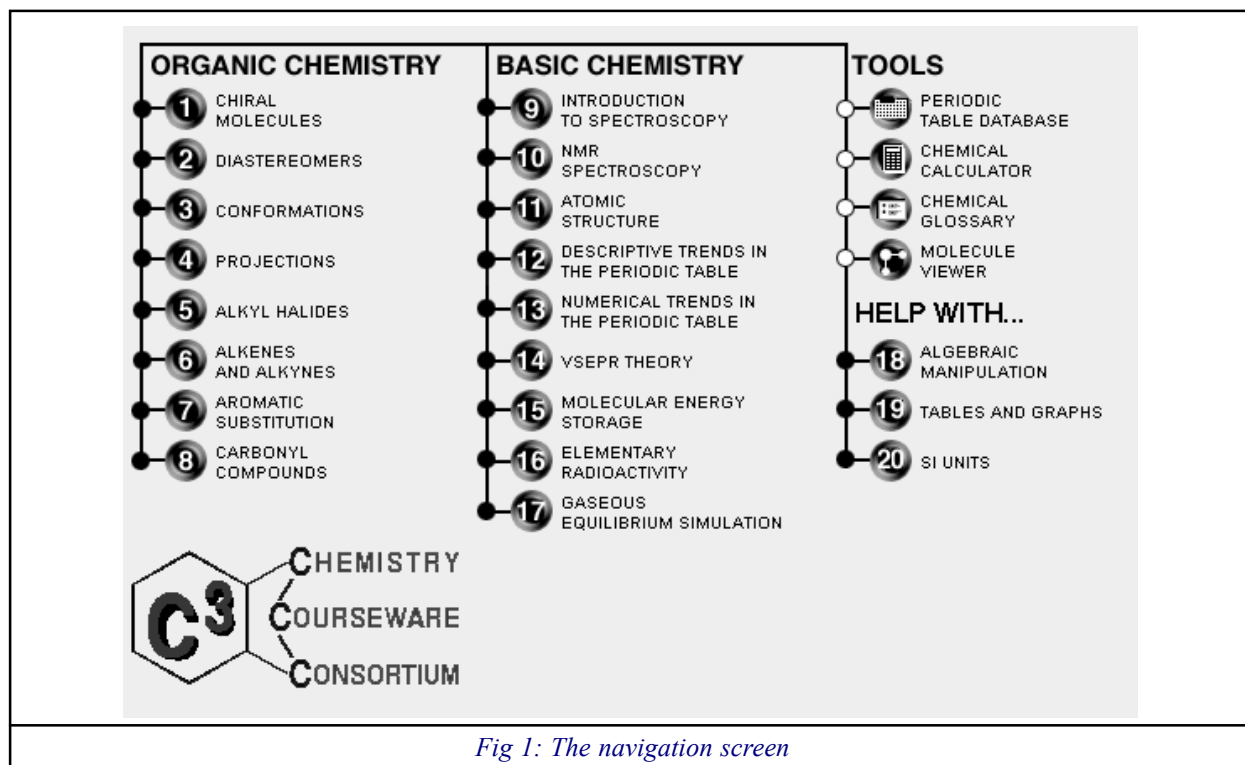 ORGANIC CHEMISTRY
1 CHIRAL
MOLECULES
2 DIASTEREOMERS
3 CONFORMATIONS
4 PROJECTIONS
5 ALKYL HALIDES
6 ALKENES
AND ALKYNES
7 AROMATIC
SUBSTITUTION
8 CARBONYL
COMPOUNDS
BASIC CHEMISTRY
9 INTRODUCTION
TO SPECTROSCOPY
10 NMR
SPECTROSCOPY
11 ATOMIC
STRUCTURE
12 DESCRIPTIVE TRENDS IN
THE PERIODIC TABLE
13 NUMERICAL TRENDS IN
THE PERIODIC TABLE
14 VSEPR THEORY
15 MOLECULAR ENERGY
STORAGE
16 ELEMENTARY
RADIOACTIVITY
17 GASEOUS
EQUILIBRIUM SIMULATION
TOOLS
PERIODIC
TABLE DATABASE
CHEMICAL
CALCULATOR
CHEMICAL
GLOSSARY
MOLECULE
VIEWER
HELP WITH...
18 ALGEBRAIC
MANIPULATION
19 TABLES AND GRAPHS
20 SI UNITS
C3
CHEMISTRY
COURSEWARE
CONSORTIUM
Fig 1: The navigation screen